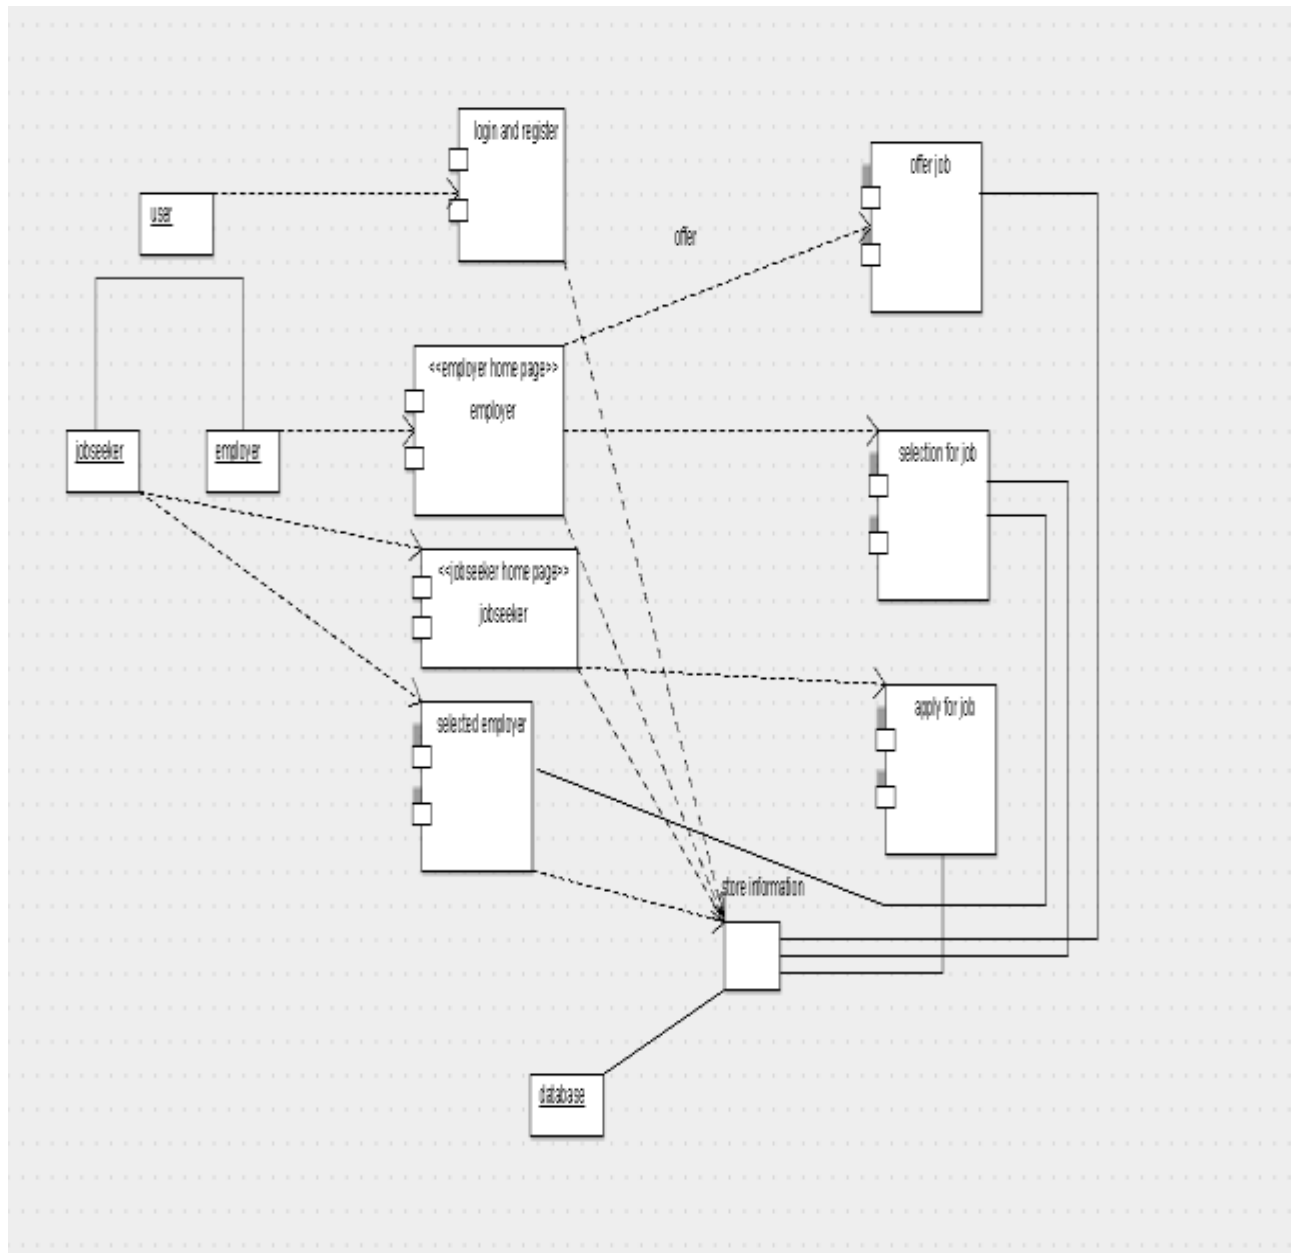 login and register
offer job
user
offer
<<employer home page>>
employer
jobseeker
employer
selection for job
<<jobseeker home page>>
jobseeker
selected employer
apply for job
store information
database